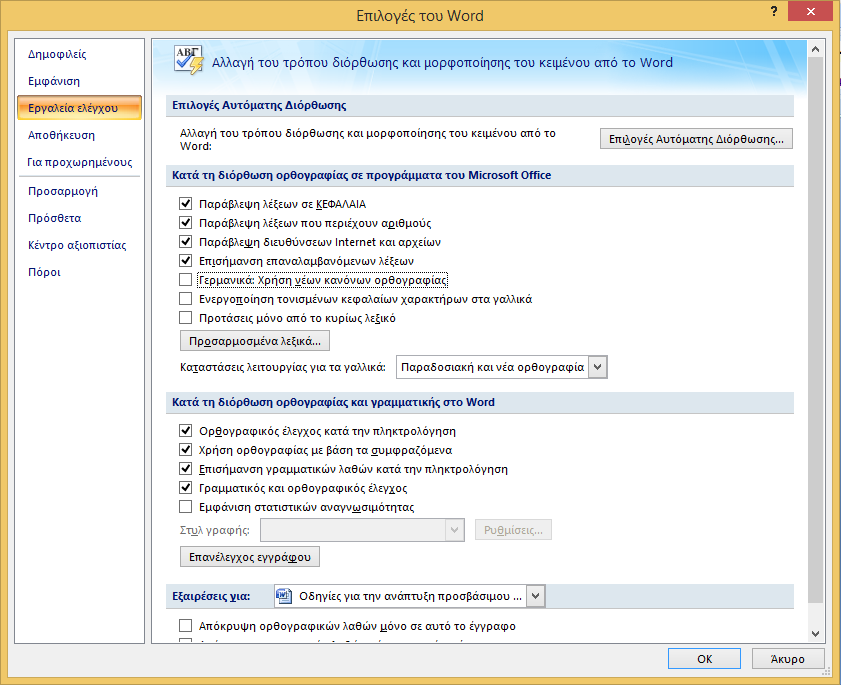 Επιλογές του Word
?
Δημοφιλείς
Εμφάνιση
Εργαλεία ελέγχου
Αποθήκευση
Για προχωρημένους
Προσαρμογή
Πρόσθετα
Κέντρο αξιοπιστίας
Πόροι
ΑΒΓ
Αλλαγή του τρόπου διόρθωσης και μορφοποίησης του κειμένου από το Word
Επιλογές Αυτόματης Διόρθωσης
Αλλαγή του τρόπου διόρθωσης και μορφοποίησης του κειμένου από το
Word:
Επιλογές Αυτόματης Διόρθωσης...
Κατά τη διόρθωση ορθογραφίας σε προγράμματα του Microsoft Office
Παράβλεψη λέξεων σε ΚΕΦΑΛΑΙΑ
Παράβλεψη λέξεων που περιέχουν αριθμούς
Παράβλεψη διευθύνσεων Internet και αρχείων
Επισήμανση επαναλαμβανόμενων λέξεων
Γερμανικά: Χρήση νέων κανόνων ορθογραφίας
Ενεργοποίηση τονισμένων κεφαλαίων χαρακτήρων στα γαλλικά
Προτάσεις μόνο από το κυρίως λεξικό
Προσαρμοσμένα λεξικά...
Καταστάσεις λειτουργίας για τα γαλλικά: Παραδοσιακή και νέα ορθογραφία
Κατά τη διόρθωση ορθογραφίας και γραμματικής στο Word
Ορθογραφικός έλεγχος κατά την πληκτρολόγηση
Χρήση ορθογραφίας με βάση τα συμφραζόμενα
Επισήμανση γραμματικών λαθών κατά την πληκτρολόγηση
Γραμματικός και ορθογραφικός έλεγχος
Εμφάνιση στατιστικών αναγνωσιμότητας
Στυλ γραφής: Ρυθμίσεις...
Επανέλεγχος εγγράφου
Εξαιρέσεις για: Οδηγίες για την ανάπτυξη προσβάσιμου ...
Απόκρυψη ορθογραφικών λαθών μόνο σε αυτό το έγγραφο
OK
Άκυρο